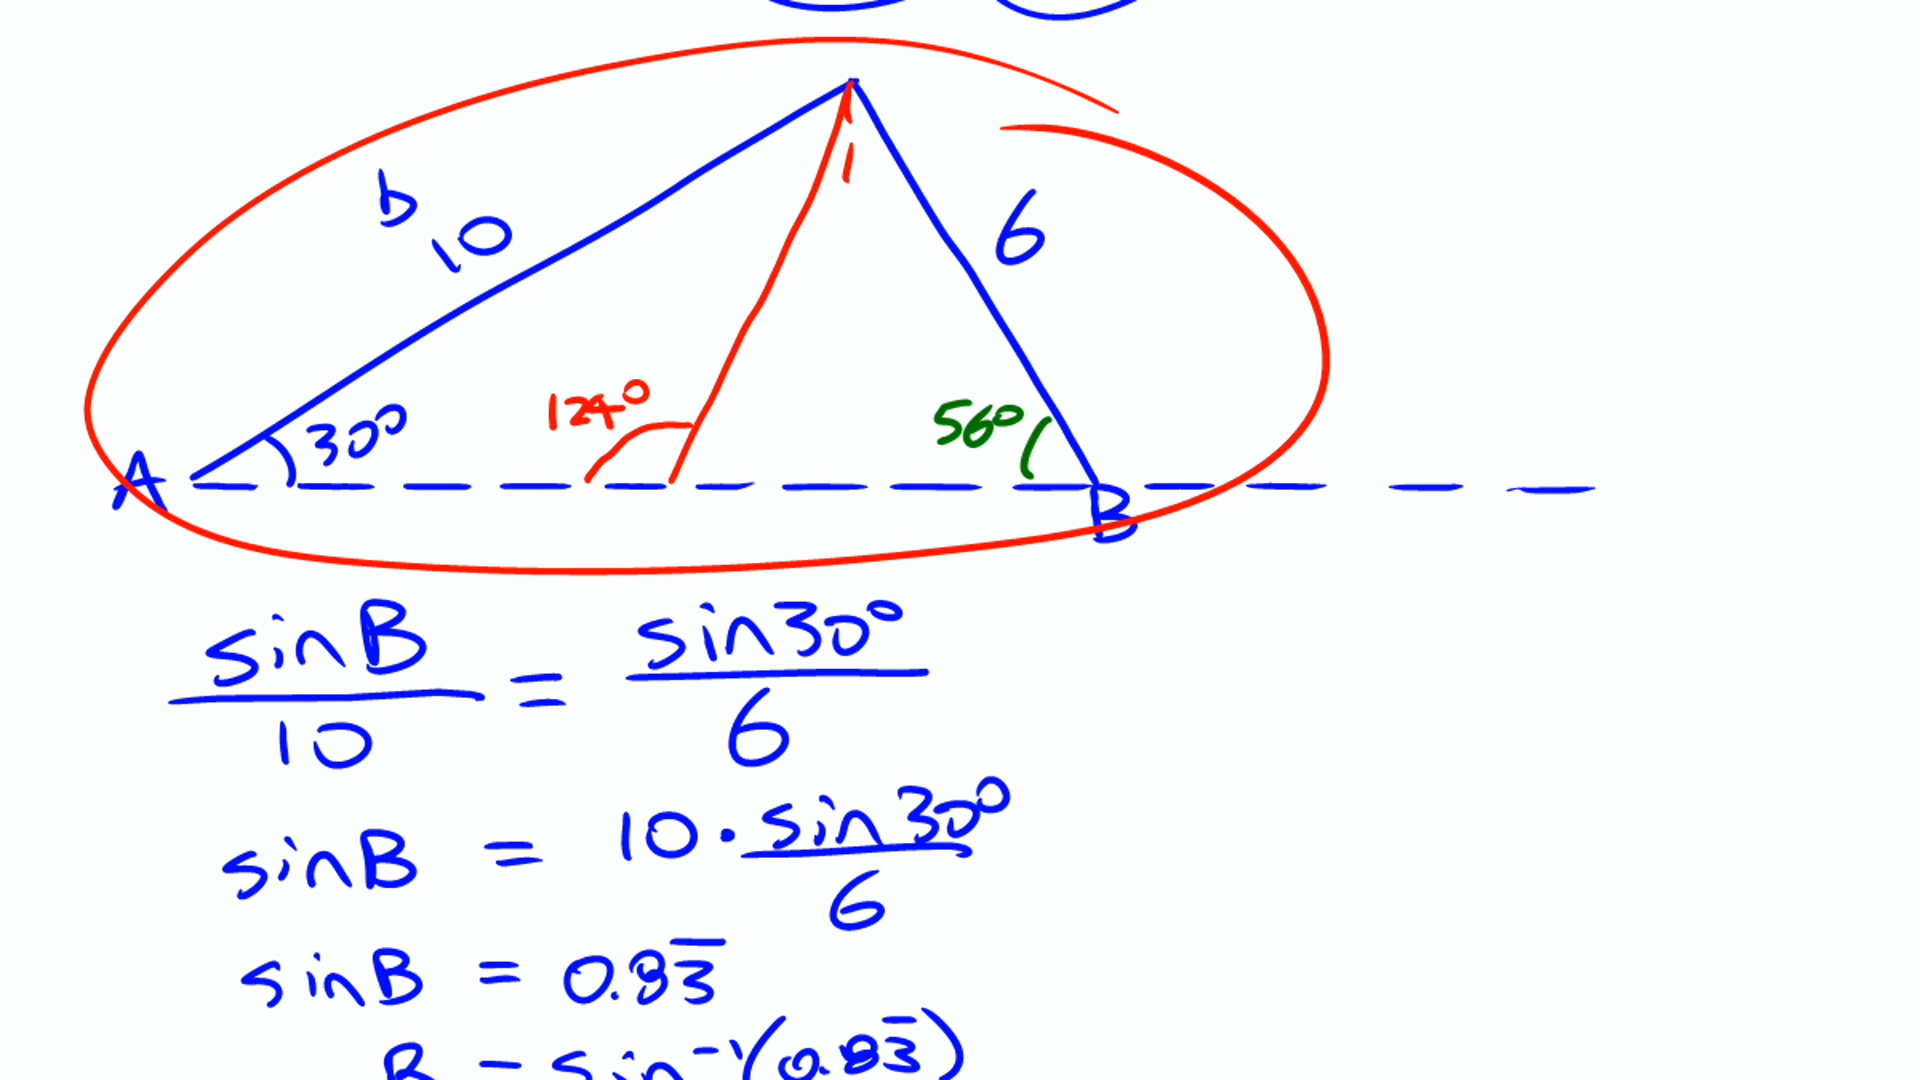 b
10
6
30°
124°
56°
A
B
sinB/10 = sin30°/6
sinB = 10 · sin30°/6
sinB = 0.83̅
B = sin⁻¹(0.83̅)